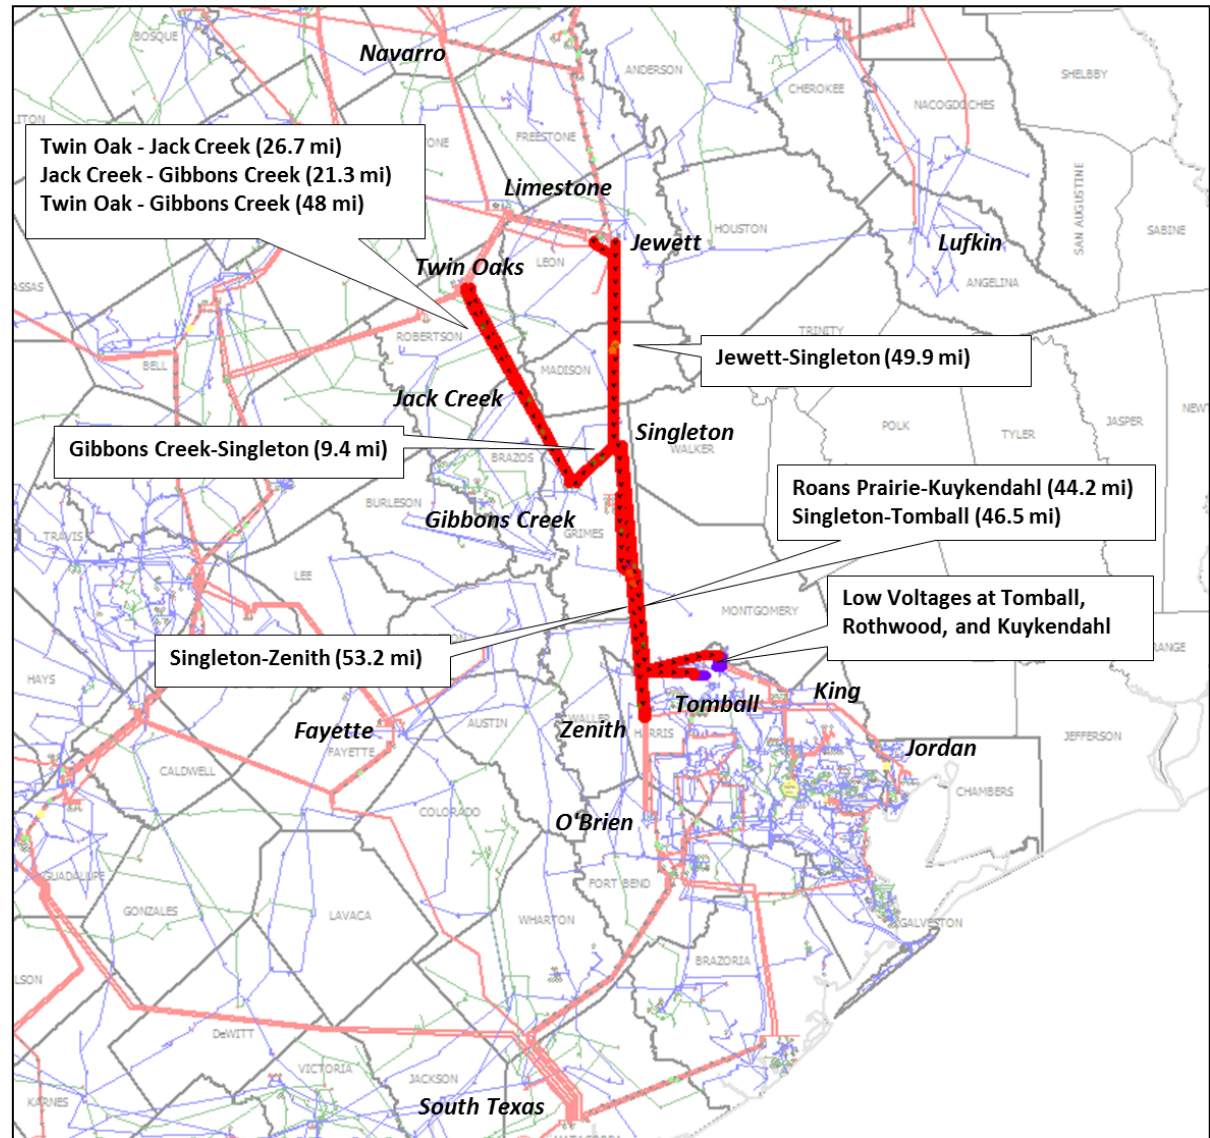 BOSQUE
Navarro
ANDERSON
SHELBBY
CHEROKEE
NACOGDOCHES
FREESTONE
Twin Oak - Jack Creek (26.7 mi)
Jack Creek - Gibbons Creek (21.3 mi)
Twin Oak - Gibbons Creek (48 mi)
Limestone
SAN AUGUSTINE
SABINE
HOUSTON
Jewett
Lufkin
LEON
Twin Oaks
ANGELINA
ROBERTSON
TRINITY
Jewett-Singleton (49.9 mi)
BELL
MADISON
Jack Creek
JASPER
POLK
TYLER
Singleton
WALKER
Gibbons Creek-Singleton (9.4 mi)
BRAZOS
Roans Prairie-Kuykendahl (44.2 mi)
Singleton-Tomball (46.5 mi)
BURLESON
Gibbons Creek
GRIMES
TRAVIS
LEE
Low Voltages at Tomball,
Rothwood, and Kuykendahl
MONTGOMERY
Singleton-Zenith (53.2 mi)
HAYS
King
Tomball
WALLER
Zenith
HARRIS
AUSTIN
Fayette
FAYETTE
Jordan
JEFFERSON
CALDWELL
CHAMBERS
COLORADO
O'Brien
GUADALUPE
FORT BEND
GONZALES
LAVACA
WHARTON
GALVESTON
BRAZORIA
DeWITT
VICTORIA
JACKSON
KARNES
South Texas